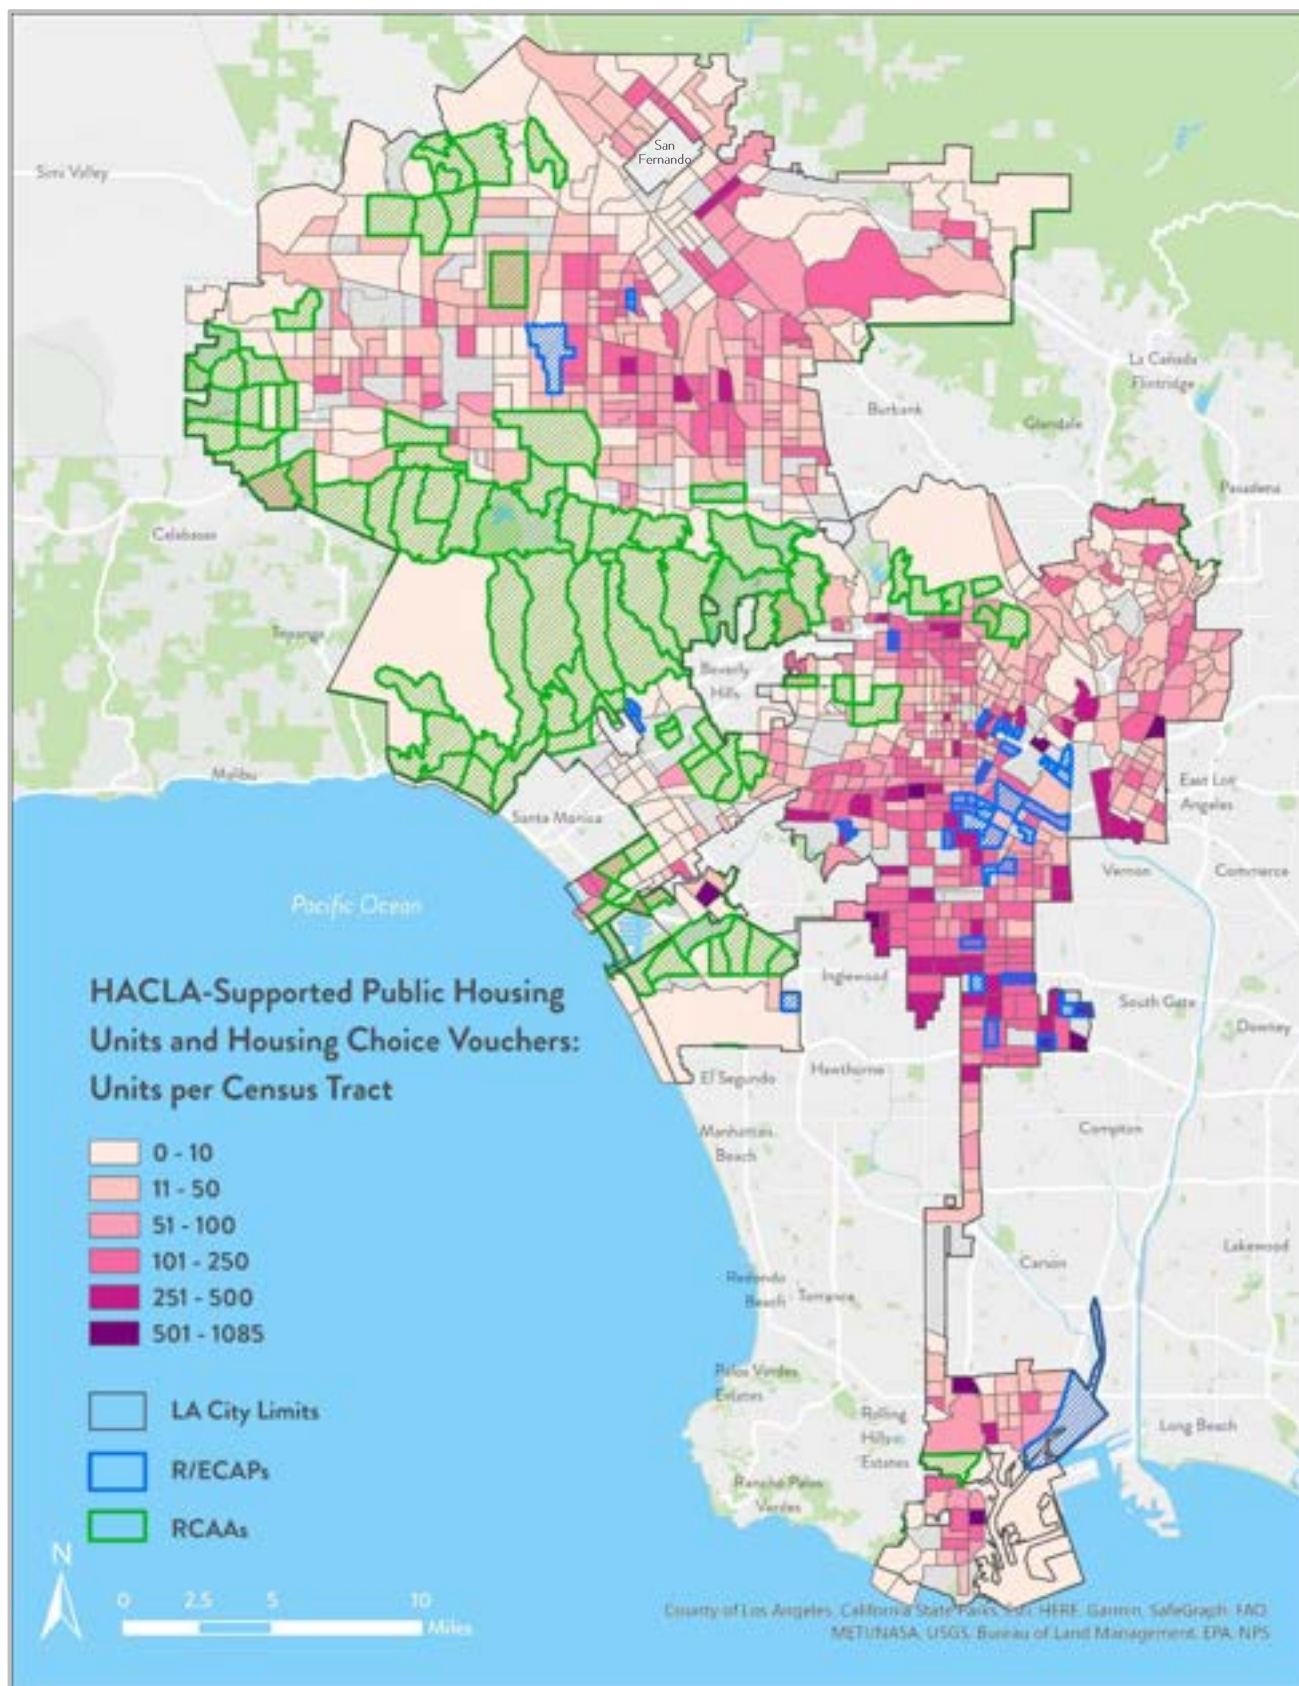 San
Fernando
Simi Valley
La Cañada
Flintridge
Burbank
Glendale
Pasadena
Calabasas
Topanga
Beverly
Hills
Malibu
Santa Monica
East Los
Angeles
Vernon
Commerce
Pacific Ocean
Inglewood
South Gate
Downey
HACLA-Supported Public Housing
Units and Housing Choice Vouchers:
Units per Census Tract
El Segundo
Hawthorne
Manhattan
Beach
Compton
0 - 10
11 - 50
51 - 100
101 - 250
251 - 500
501 - 1085
Lakewood
Carson
Redondo
Beach
Torrance
Palos Verdes
Estates
LA City Limits
Rolling
Hills
Estates
Long Beach
R/ECAPs
Rancho Palos
Verdes
RCAAs
N
0 2.5 5 10
Miles
County of Los Angeles, California State Parks, Esri, HERE, Garmin, SafeGraph, FAO,
METI/NASA, USGS, Bureau of Land Management, EPA, NPS